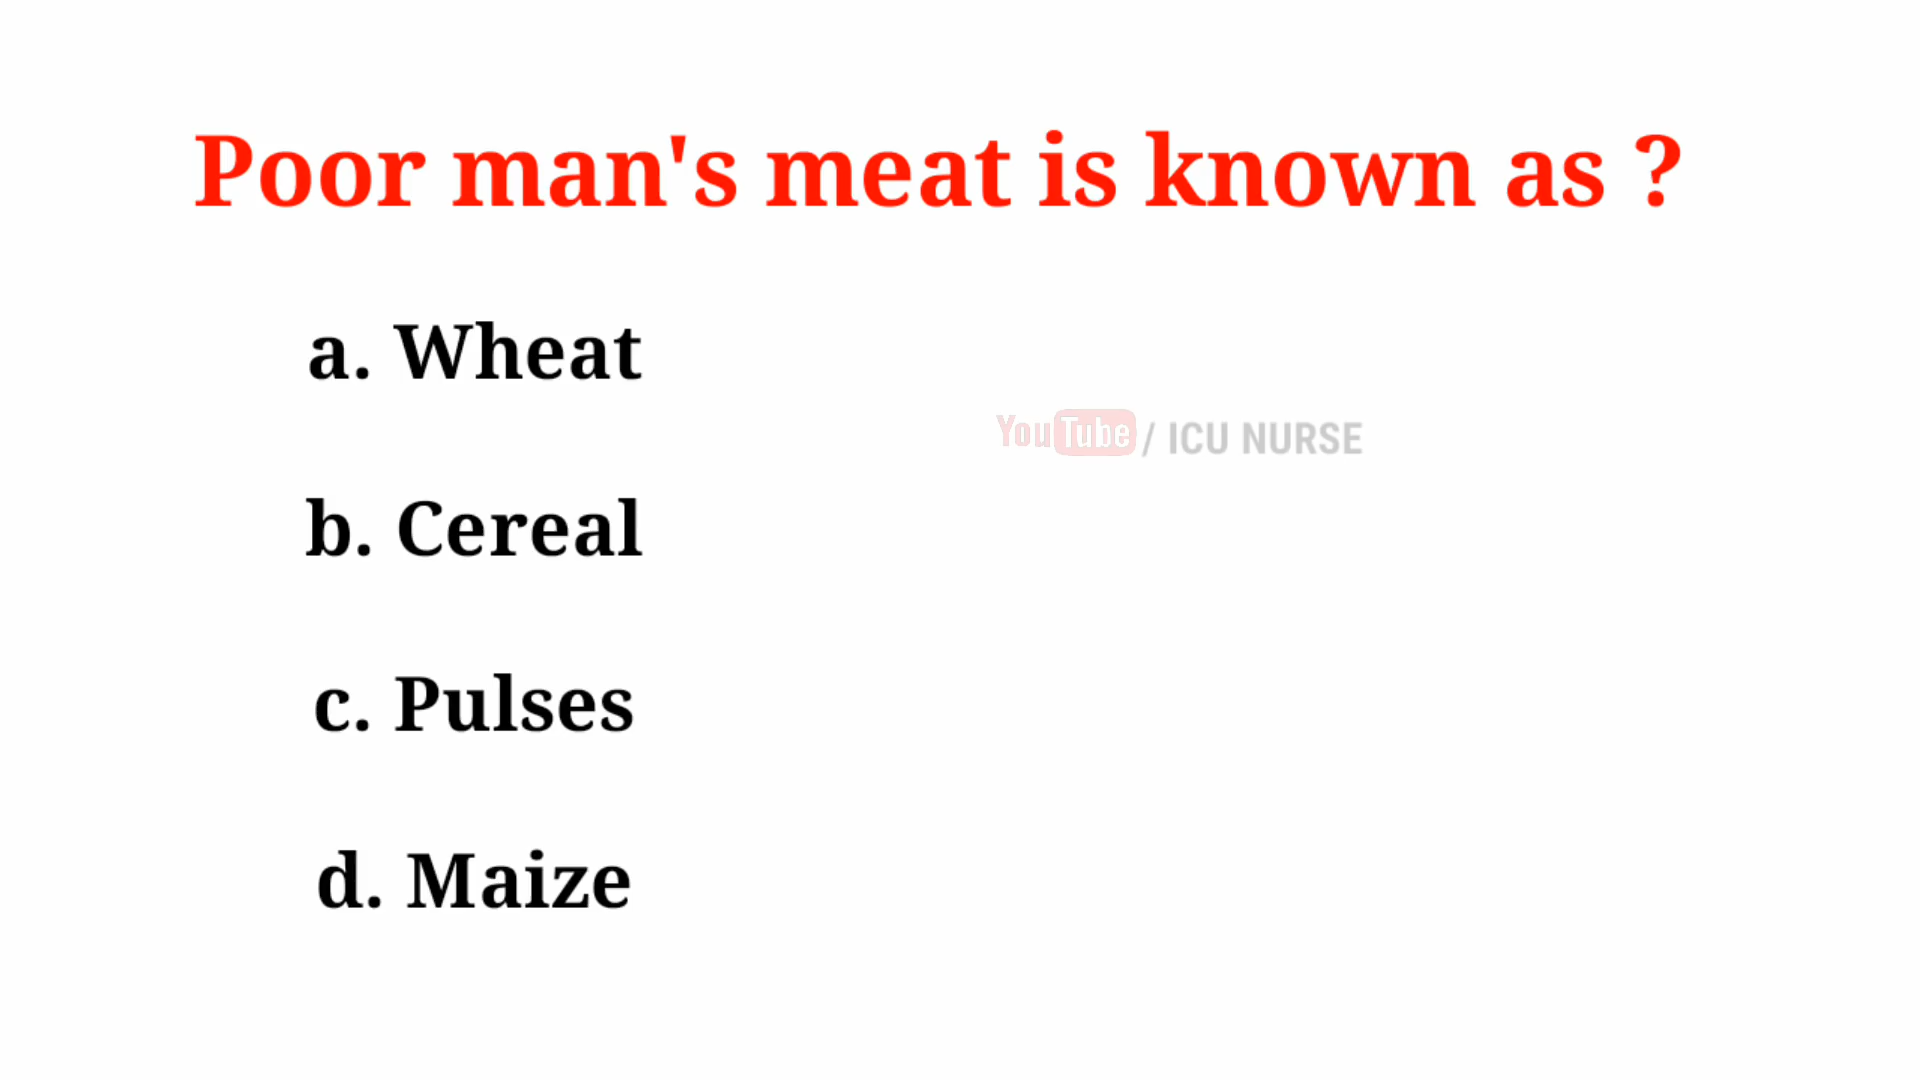 Poor man's meat is known as ?
a. Wheat
YouTube / ICU NURSE
b. Cereal
c. Pulses
d. Maize